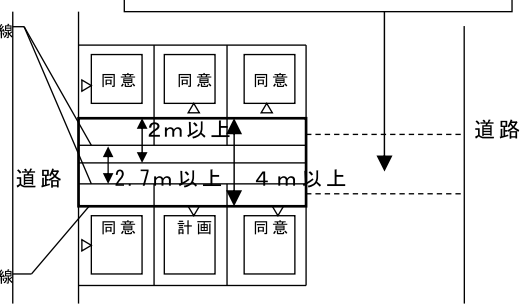 線
同意 同意 同意
2m以上
道路
道路
2.7m以上 4m以上
同意 計画 同意
線